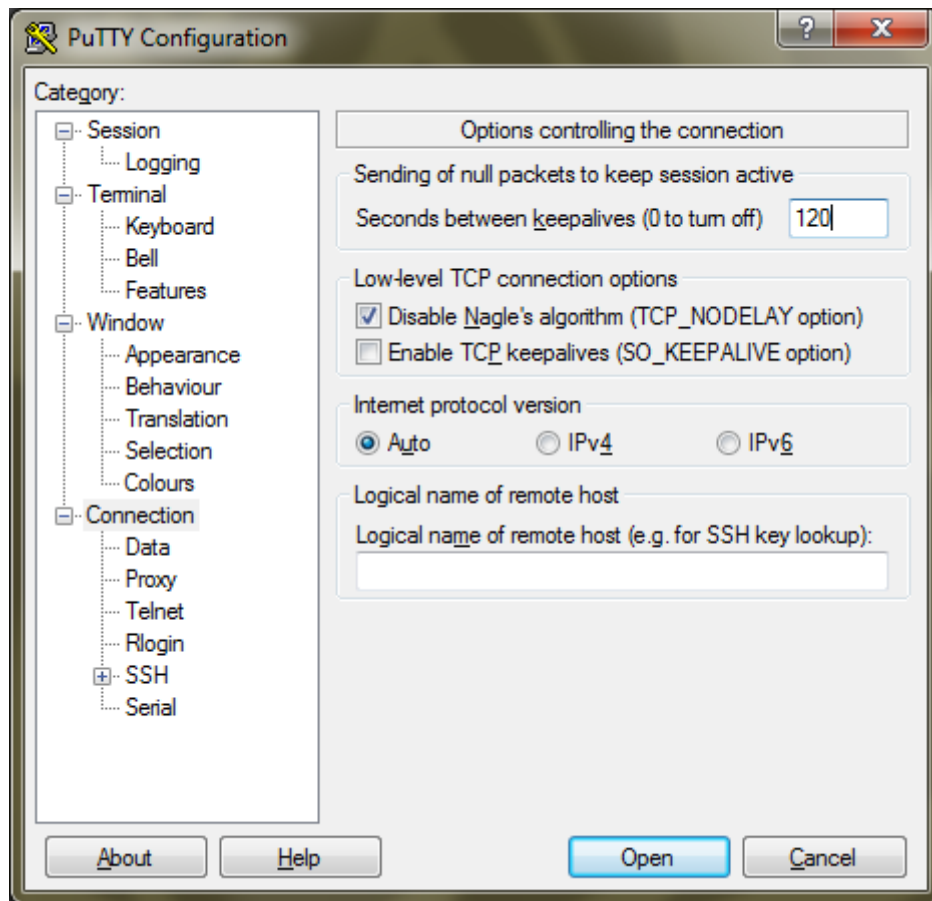 PuTTY Configuration
Category:
Session
Logging
Terminal
Keyboard
Bell
Features
Window
Appearance
Behaviour
Translation
Selection
Colours
Connection
Data
Proxy
Telnet
Rlogin
SSH
Serial
Options controlling the connection
Sending of null packets to keep session active
Seconds between keepalives (0 to turn off) 120
Low-level TCP connection options
Disable Nagle's algorithm (TCP_NODELAY option)
Enable TCP keepalives (SO_KEEPALIVE option)
Internet protocol version
Auto IPv4 IPv6
Logical name of remote host
Logical name of remote host (e.g. for SSH key lookup):
About Help Open Cancel